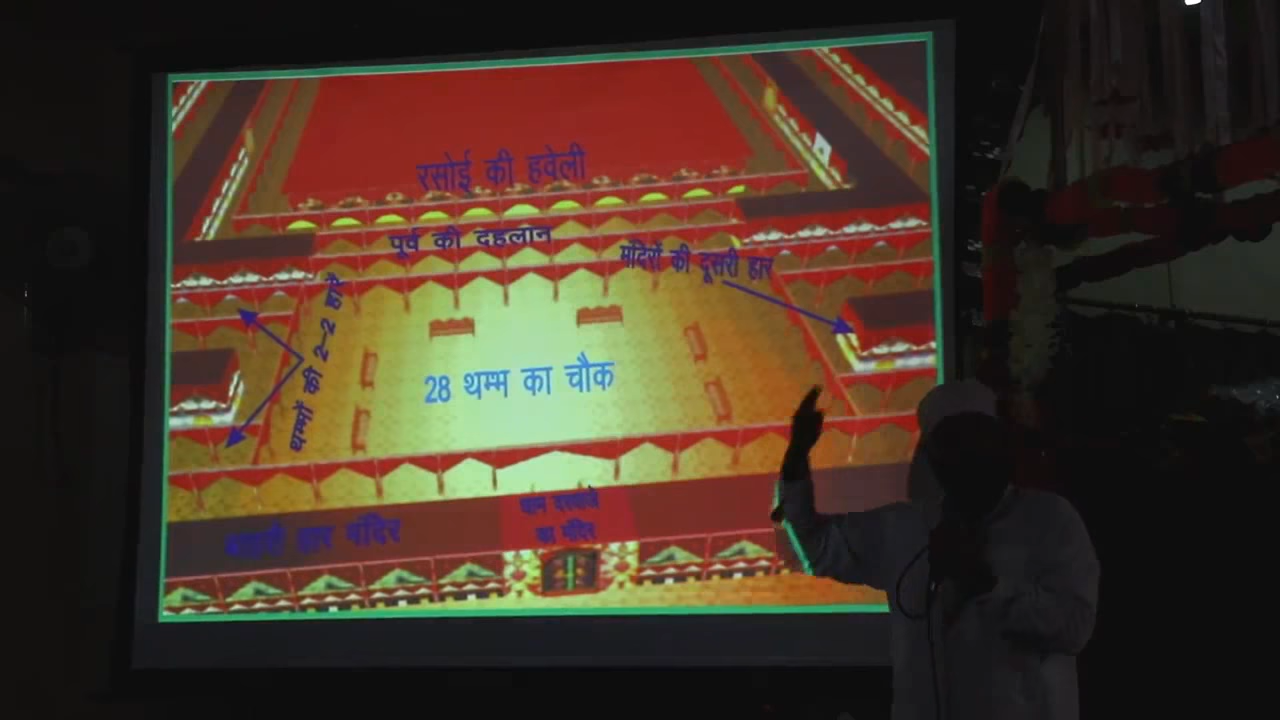 रसोई की हवेली
पूर्व की दहलान
मंदिरों की दूसरी हार
थम्भों की 2-2 हारें
28 थम्भ का चौक
धाम दरवाजे
का मंदिर
बाहरी हार मंदिर